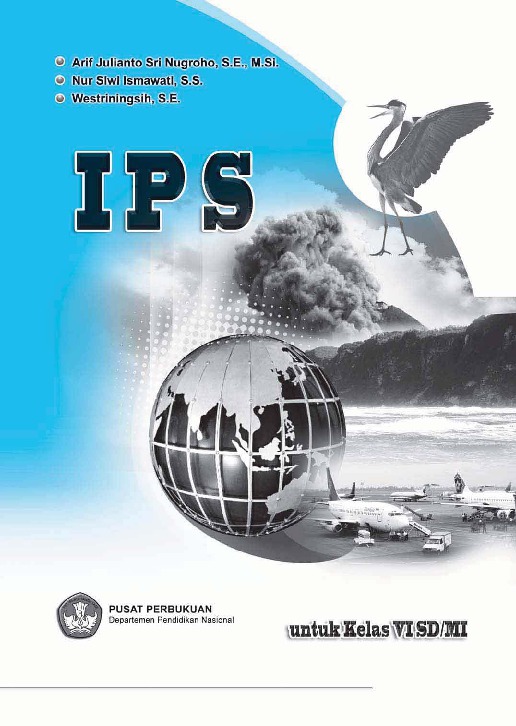 Arif Julianto Sri Nugroho, S.E., M.Si.
Nur Siwi Ismawati, S.S.
Westriningsih, S.E.
IPS
PUSAT PERBUKUAN
Departemen Pendidikan Nasional
untuk Kelas VI SD/MI